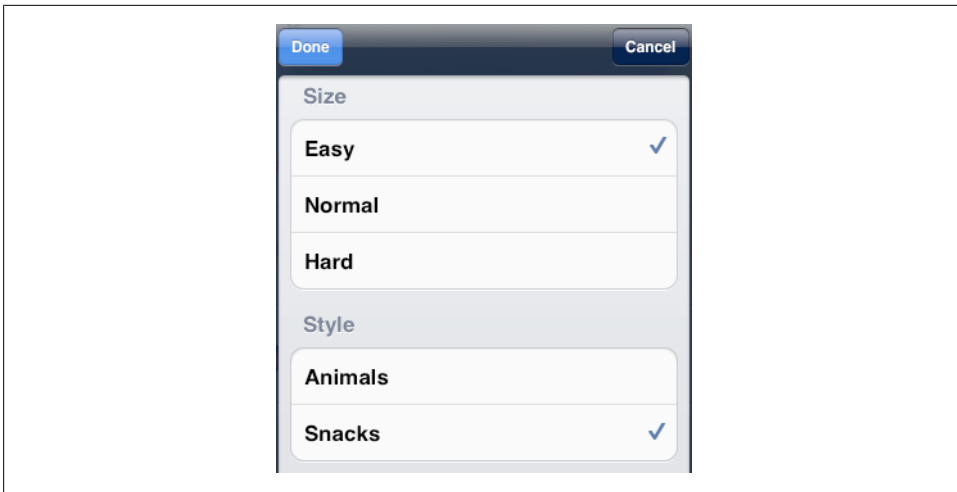 Done Cancel
Size
Easy
Normal
Hard
Style
Animals
Snacks